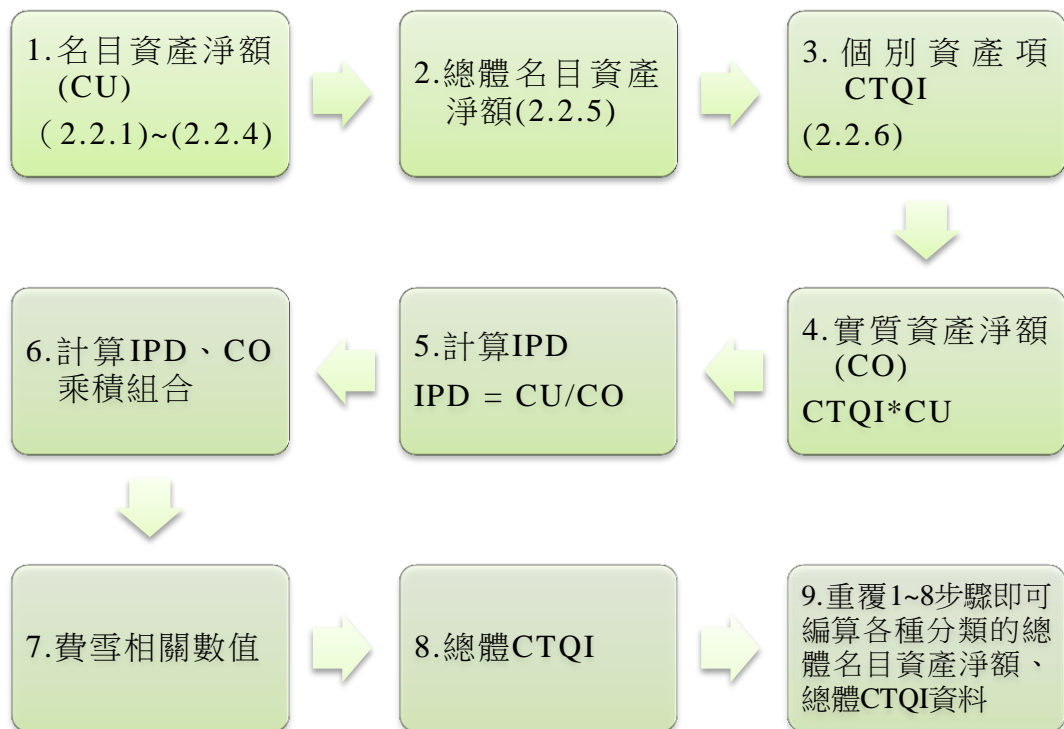 1.名目資產淨額
(CU)
(2.2.1)~(2.2.4)
2.總體名目資產
淨額(2.2.5)
3.個別資產項
CTQI
(2.2.6)
4.實質資產淨額
(CO)
CTQI*CU
5.計算IPD
IPD = CU/CO
6.計算IPD、CO
乘積組合
7.費雪相關數值
8.總體CTQI
9.重覆1~8步驟即可
編算各種分類的總
體名目資產淨額、
總體CTQI資料